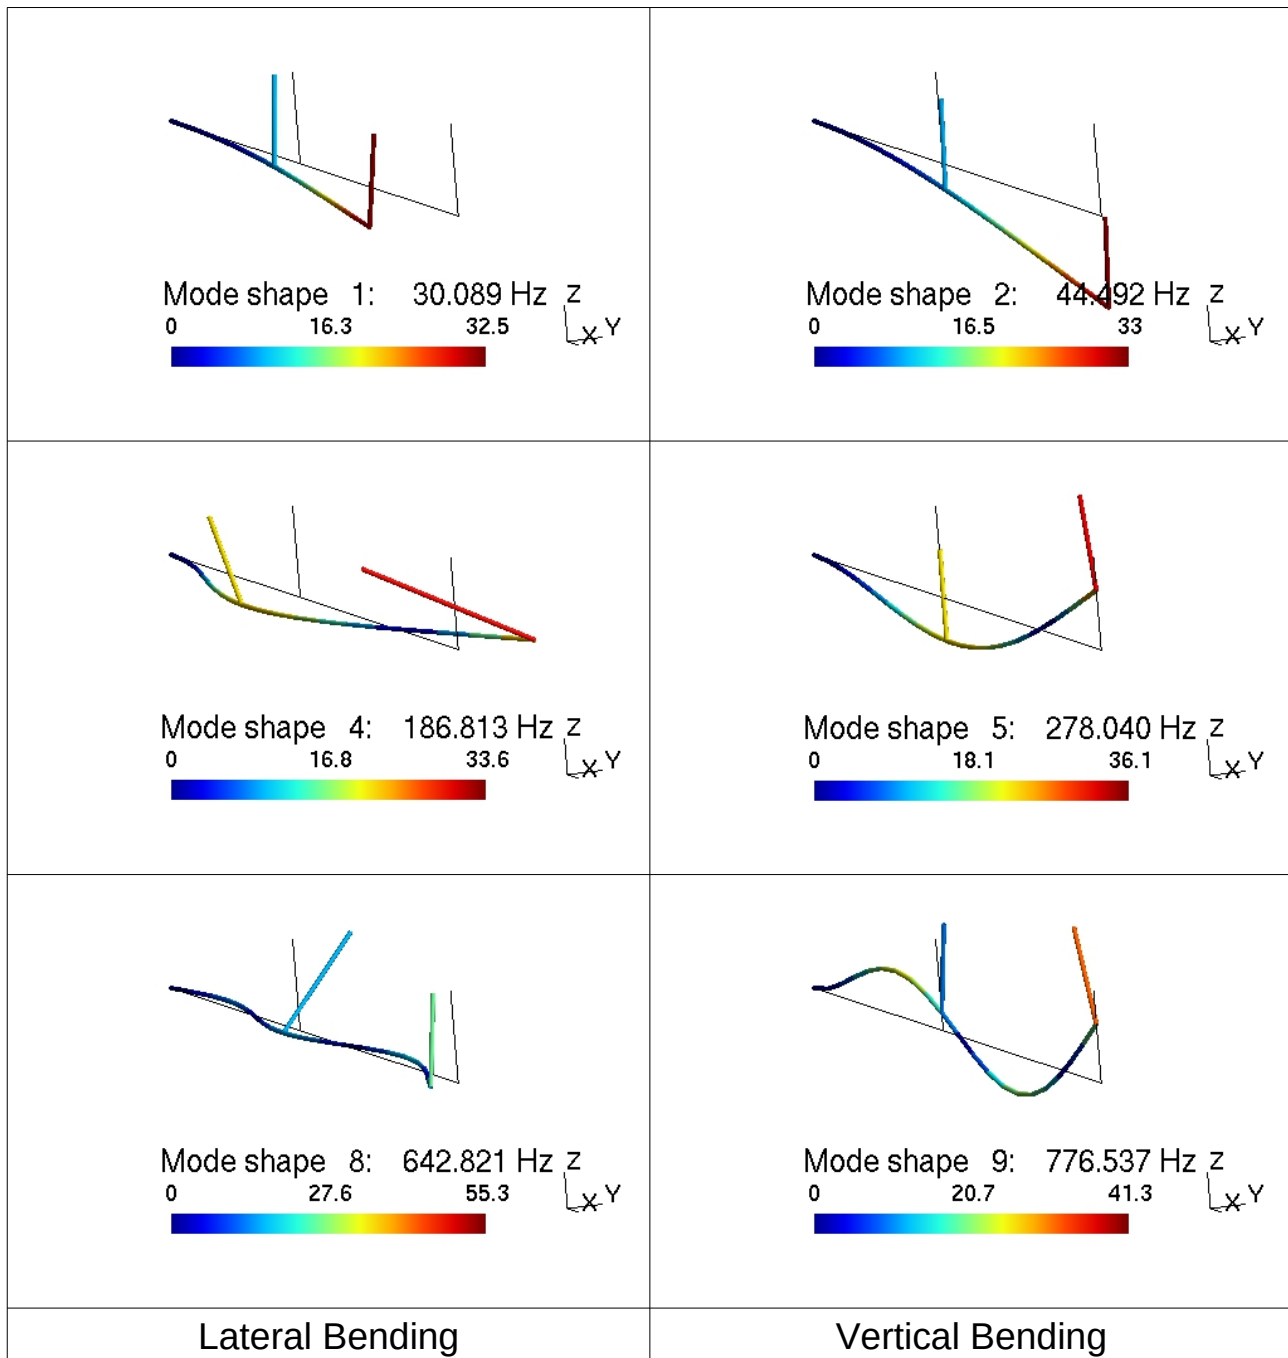 Mode shape 1: 30.089 Hz
Z
X Y
0 16.3 32.5
Mode shape 2: 44.492 Hz
Z
X Y
0 16.5 33
Mode shape 4: 186.813 Hz
Z
X Y
0 16.8 33.6
Mode shape 5: 278.040 Hz
Z
X Y
0 18.1 36.1
Mode shape 8: 642.821 Hz
Z
X Y
0 27.6 55.3
Mode shape 9: 776.537 Hz
Z
X Y
0 20.7 41.3
Lateral Bending
Vertical Bending